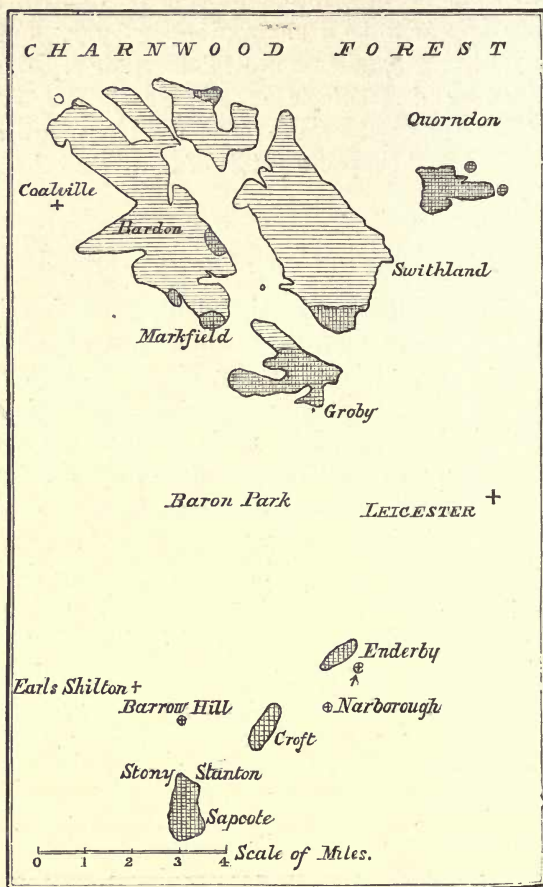 CHARNWOOD FOREST
Quorndon
Coalville
Bardon
Swithland
Markfield
Groby
Baron Park
LEICESTER
Enderby
Earls Shilton
Barrow Hill
Narborough
Croft
Stony Stanton
Sapcote
0 1 2 3 4 Scale of Miles.